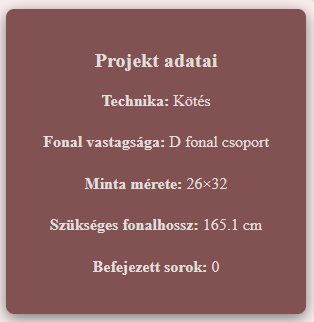 Projekt adatai
Technika: Kötés
Fonal vastagsága: D fonal csoport
Minta mérete: 26×32
Szükséges fonalhossz: 165.1 cm
Befejezett sorok: 0